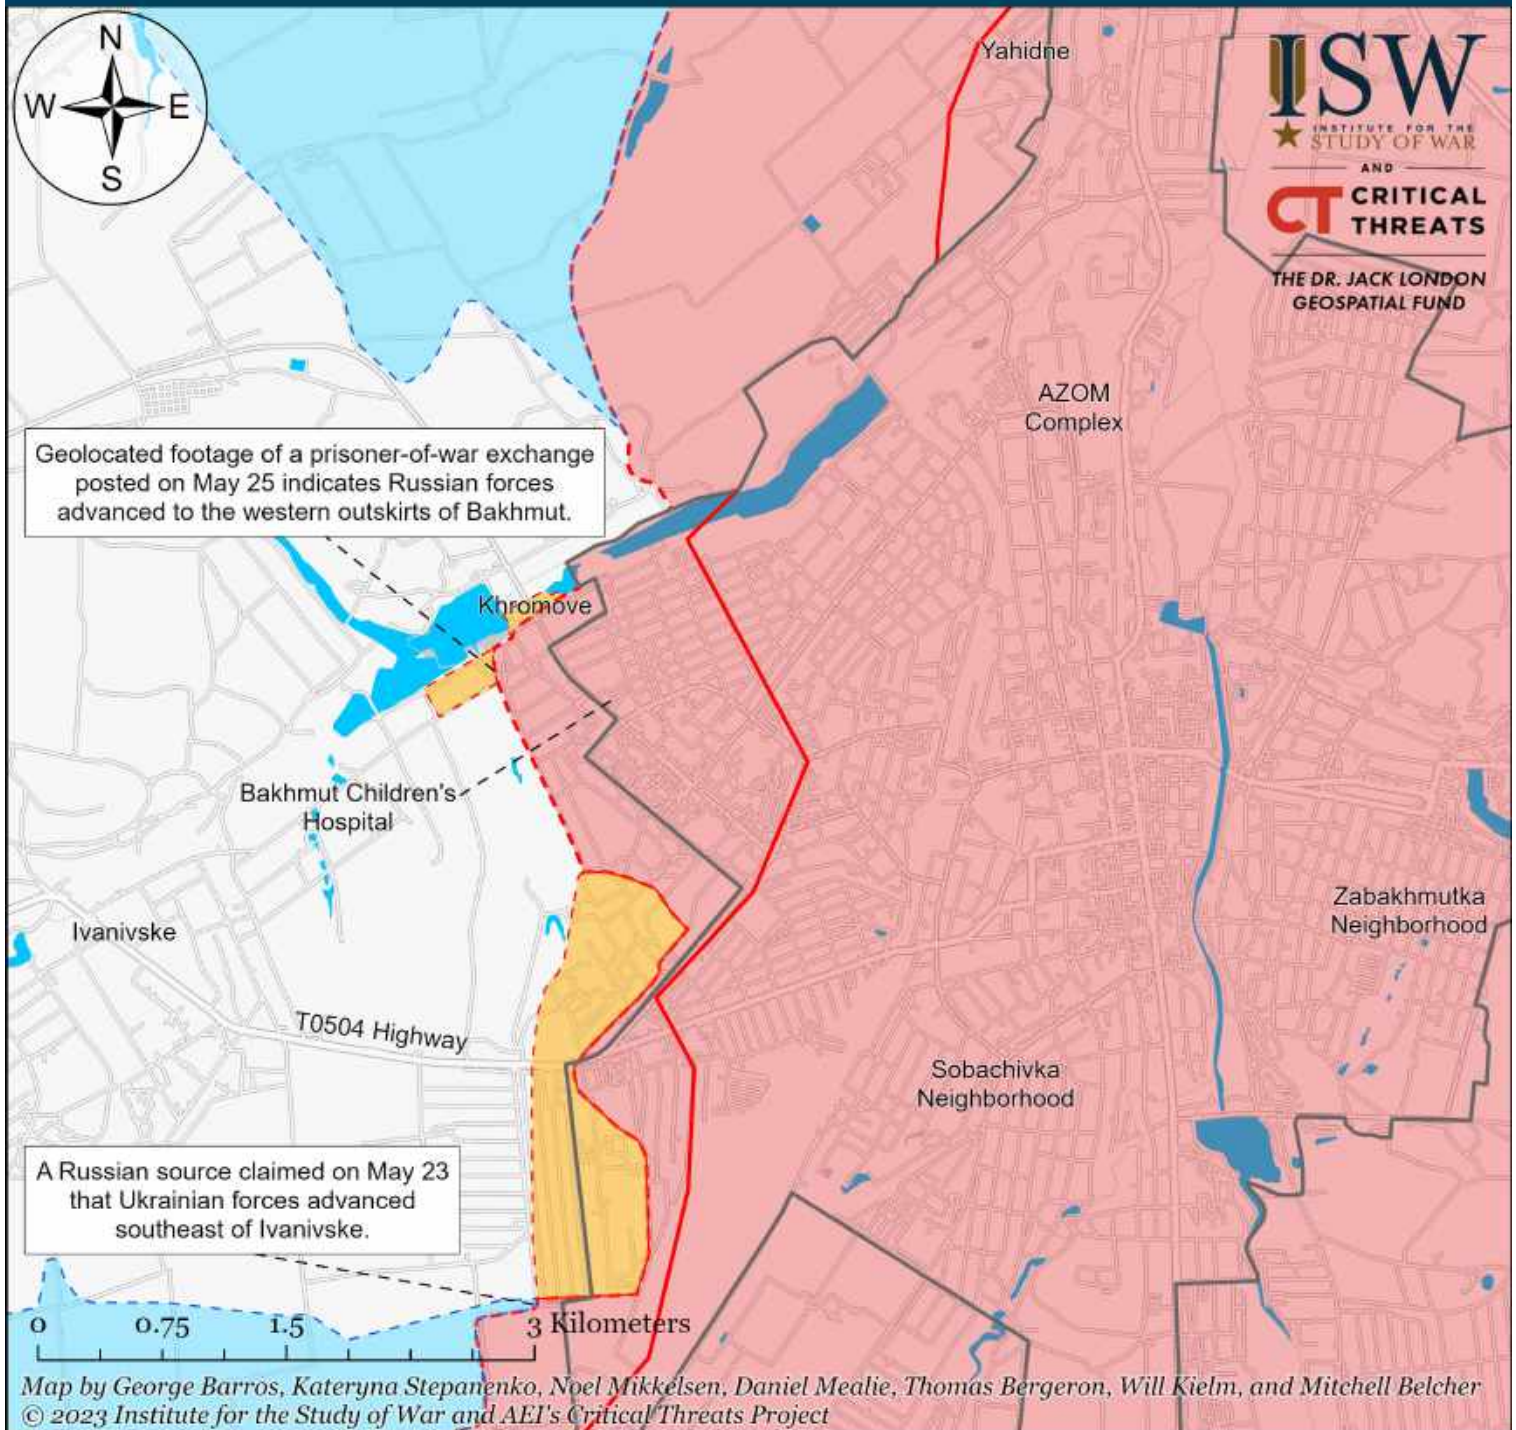 N
W E
S
Yahidne
ISW
INSTITUTE FOR THE
STUDY OF WAR
AND
CT CRITICAL
THREATS
THE DR. JACK LONDON
GEOSPATIAL FUND
AZOM
Complex
Geolocated footage of a prisoner-of-war exchange
posted on May 25 indicates Russian forces
advanced to the western outskirts of Bakhmut.
Khromove
Bakhmut Children's
Hospital
Zabakhmutka
Neighborhood
Ivanivske
T0504 Highway
Sobachivka
Neighborhood
A Russian source claimed on May 23
that Ukrainian forces advanced
southeast of Ivanivske.
0 0.75 1.5 3 Kilometers
Map by George Barros, Kateryna Stepanenko, Noel Mikkelsen, Daniel Mealie, Thomas Bergeron, Will Kielm, and Mitchell Belcher
© 2023 Institute for the Study of War and AEI's Critical Threats Project